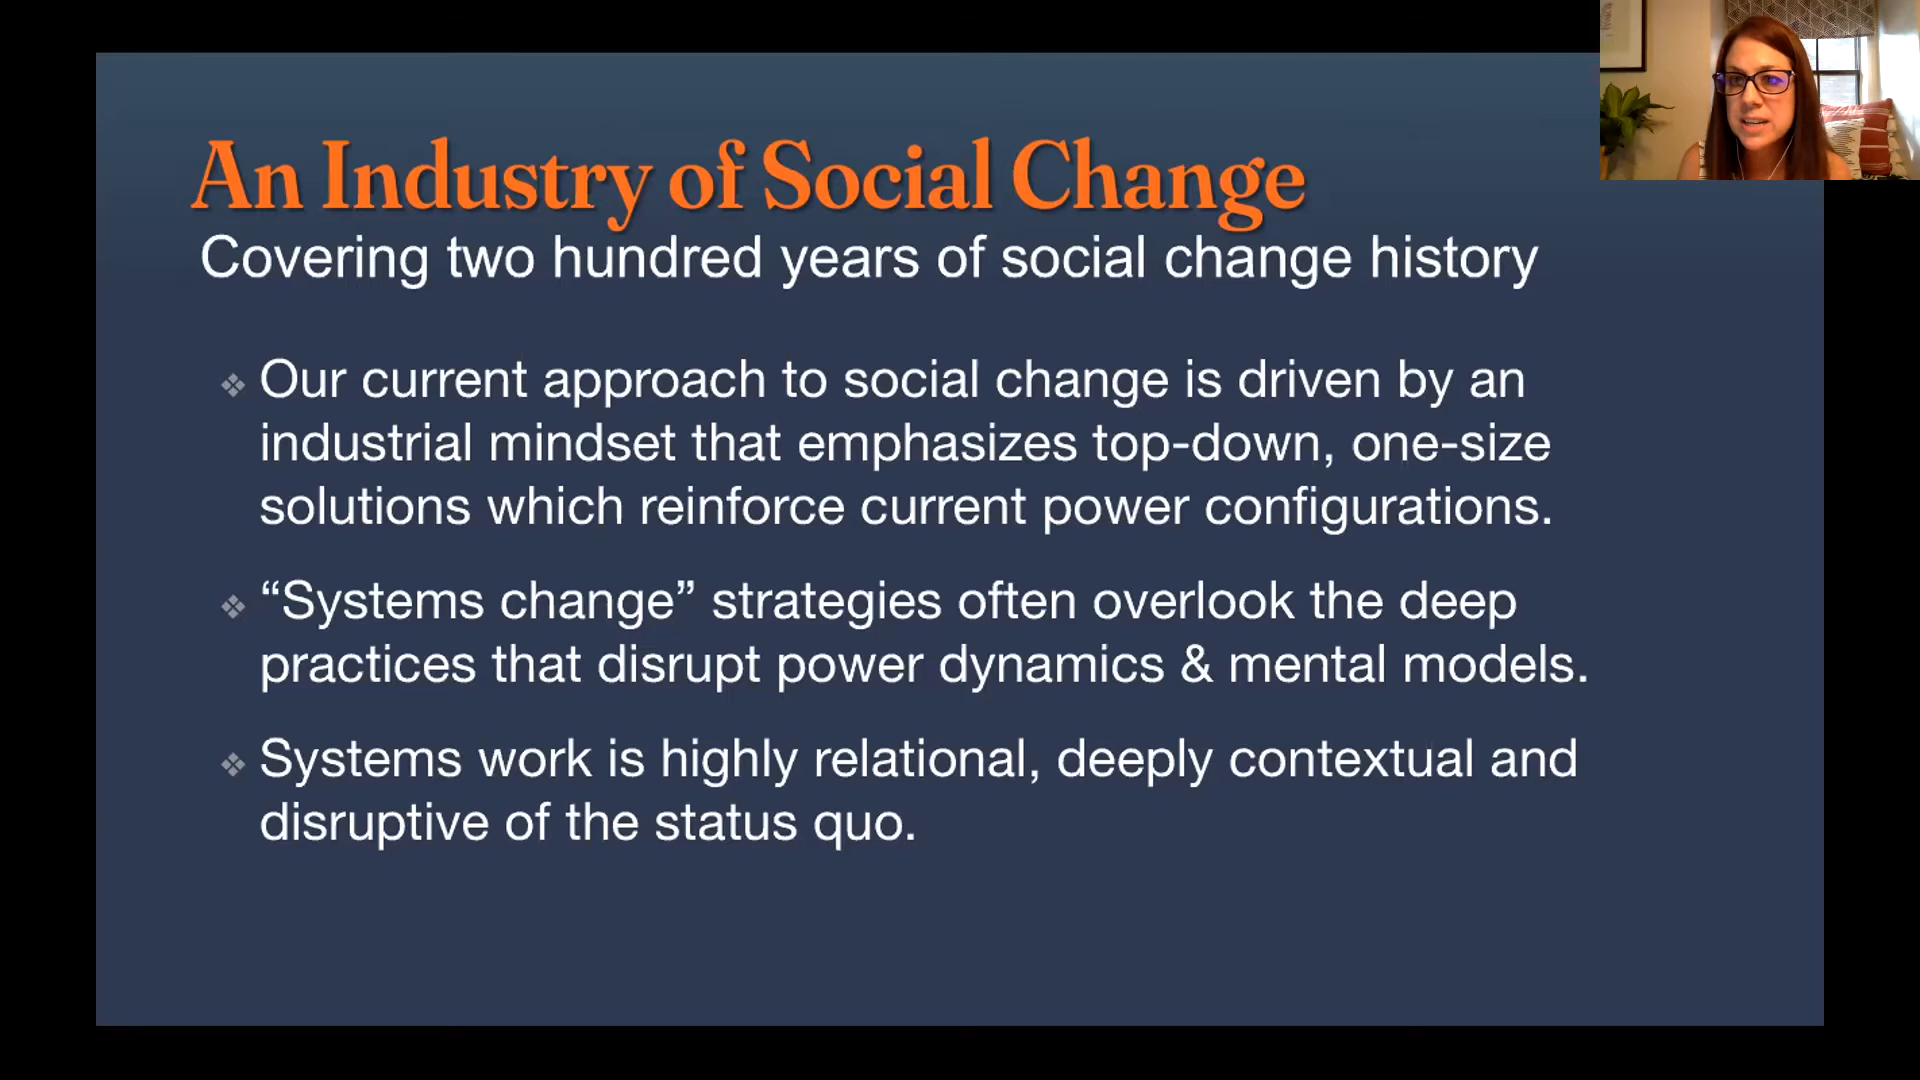 An Industry of Social Change
Covering two hundred years of social change history
❖ Our current approach to social change is driven by an
industrial mindset that emphasizes top-down, one-size
solutions which reinforce current power configurations.
❖ “Systems change” strategies often overlook the deep
practices that disrupt power dynamics & mental models.
❖ Systems work is highly relational, deeply contextual and
disruptive of the status quo.